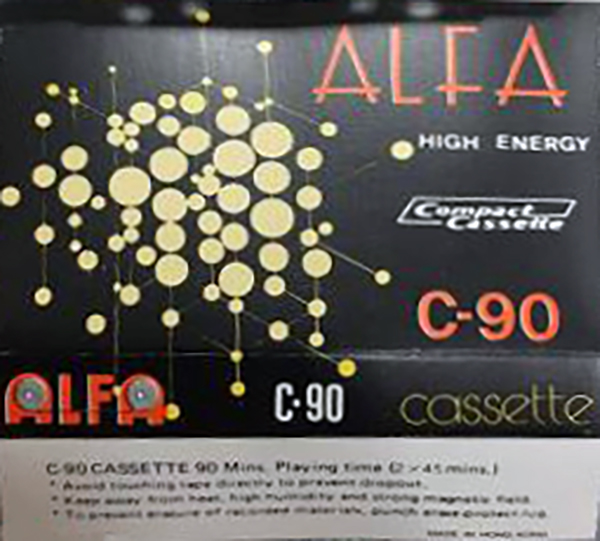 ALFA
HIGH ENERGY
Compact
Cassette
C-90
ALFA C·90 cassette
C-90 CASSETTE 90 Mins. Playing time (2 × 45 mins.)
* Avoid touching tape directly to prevent dropout.
* Keep away from heat, high humidity and strong magnetic field.
* To prevent erasure of recorded materials, punch erase-protect
MADE IN HONG KONG